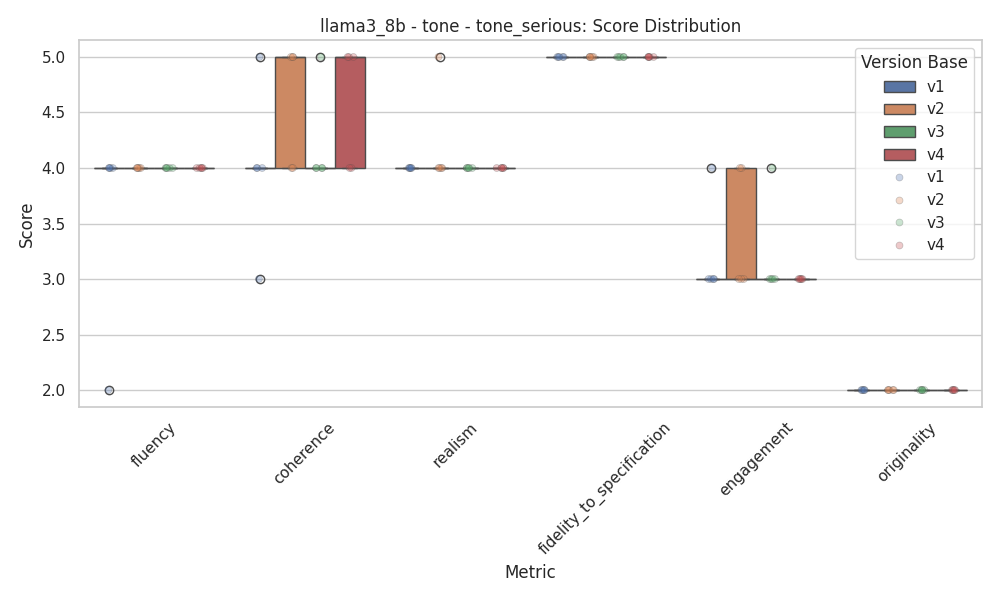 llama3_8b - tone - tone_serious: Score Distribution
Score
5.0
4.5
4.0
3.5
3.0
2.5
2.0
Version Base
v1
v2
v3
v4
v1
v2
v3
v4
fluency
coherence
realism
fidelity_to_specification
engagement
originality
Metric